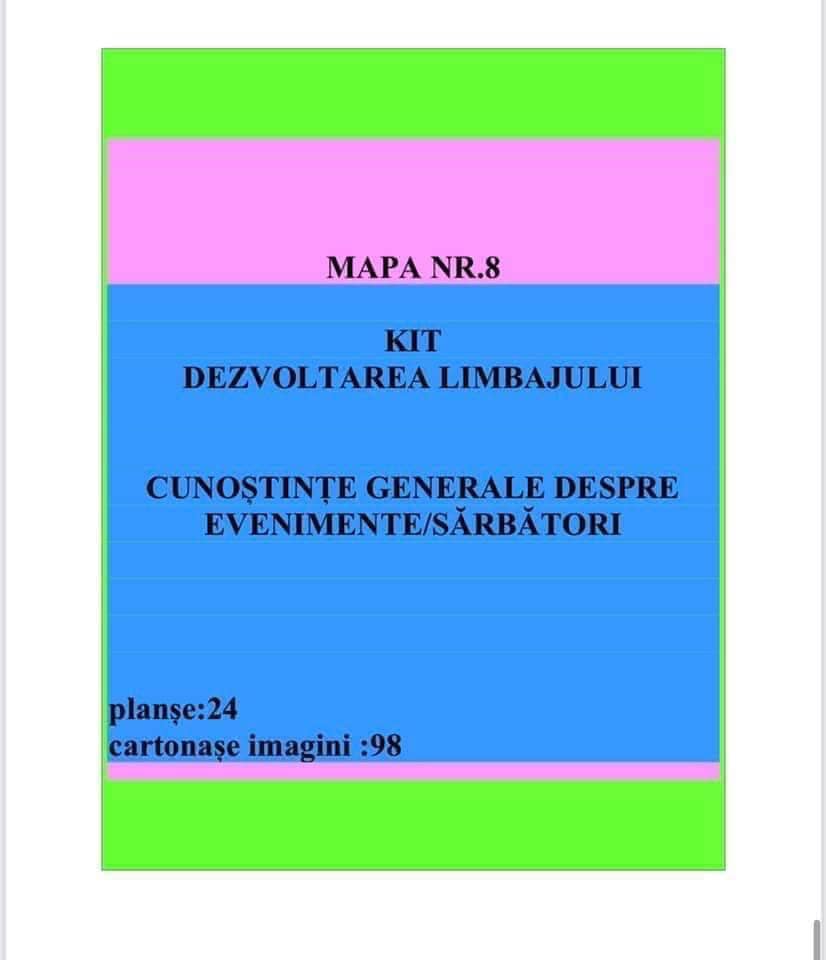 MAPA NR.8
KIT
DEZVOLTAREA LIMBAJULUI
CUNOȘTINȚE GENERALE DESPRE
EVENIMENTE/SĂRBĂTORI
planșe:24
cartonașe imagini :98